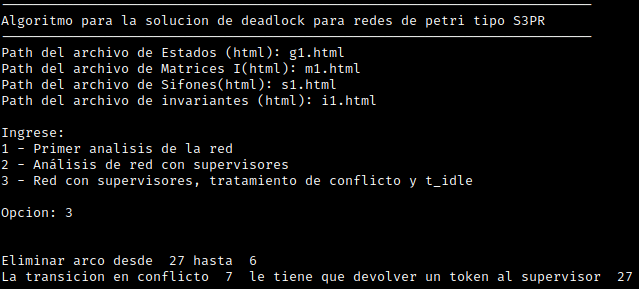 Algoritmo para la solucion de deadlock para redes de petri tipo S3PR
Path del archivo de Estados (html): g1.html
Path del archivo de Matrices I(html): m1.html
Path del archivo de Sifones(html): s1.html
Path del archivo de invariantes (html): i1.html
Ingrese:
1 - Primer analisis de la red
2 - Análisis de red con supervisores
3 - Red con supervisores, tratamiento de conflicto y t_idle
Opcion: 3
Eliminar arco desde  27 hasta  6
La transicion en conflicto  7  le tiene que devolver un token al supervisor  27